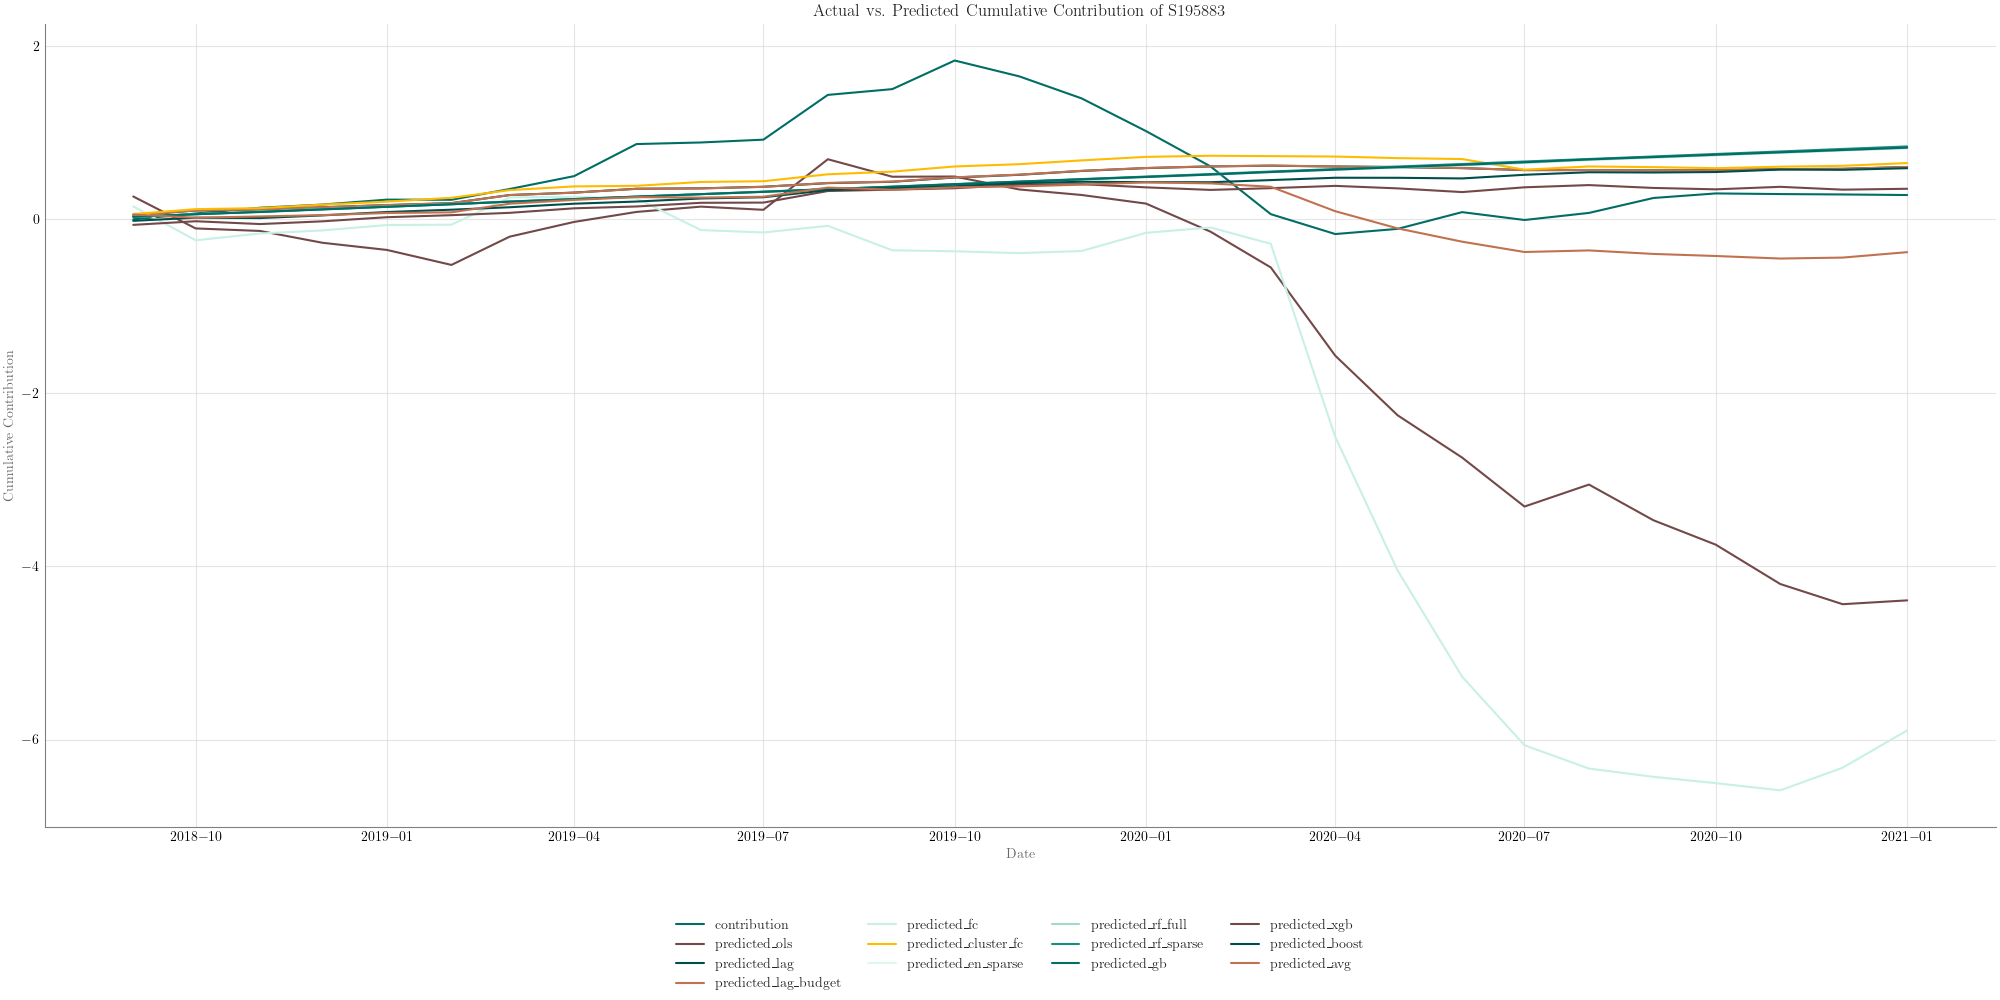 Actual vs. Predicted Cumulative Contribution of S195883
2
0
−2
−4
−6
Cumulative Contribution
2018−10 2019−01 2019−04 2019−07 2019−10 2020−01 2020−04 2020−07 2020−10 2021−01
Date
contribution predicted_fc predicted_rf_full predicted_xgb
predicted_ols predicted_cluster_fc predicted_rf_sparse predicted_boost
predicted_lag predicted_en_sparse predicted_gb predicted_avg
predicted_lag_budget